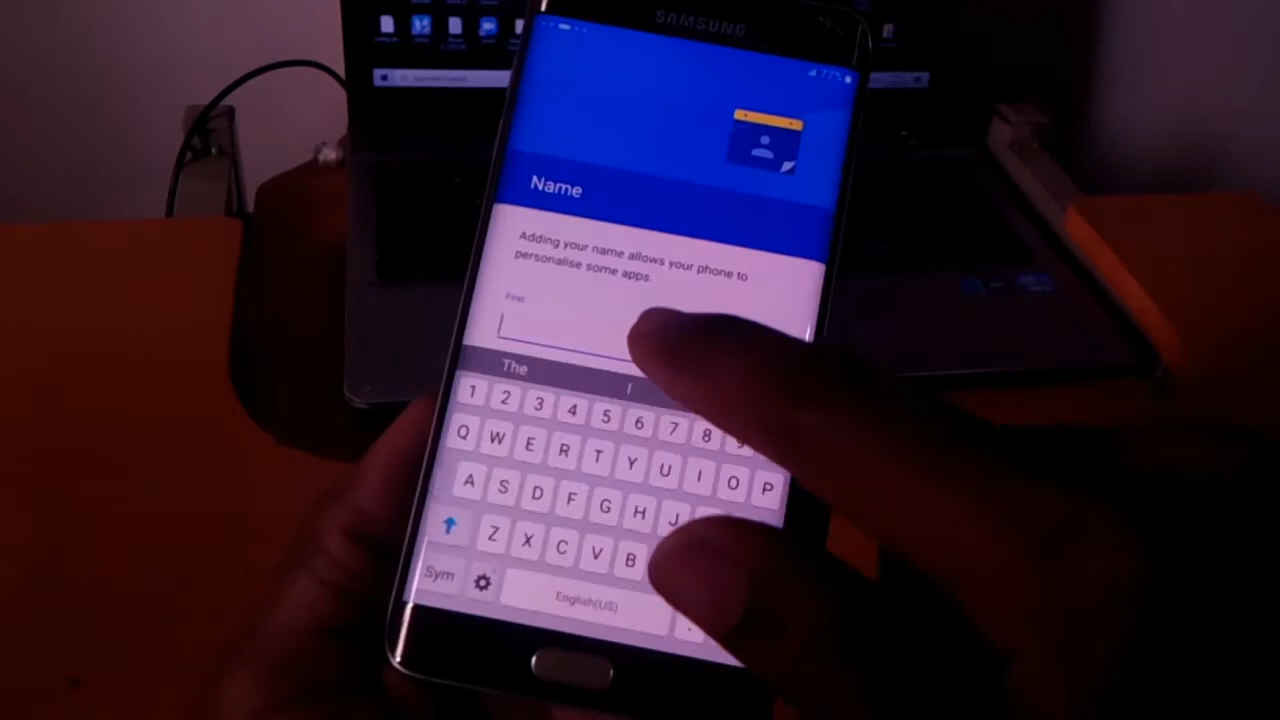 SAMSUNG
77%
Name
Adding your name allows your phone to
personalise some apps.
First
The
1 2 3 4 5 6 7 8 9
Q W E R T Y U I O P
A S D F G H J
Z X C V B
Sym English(US) .